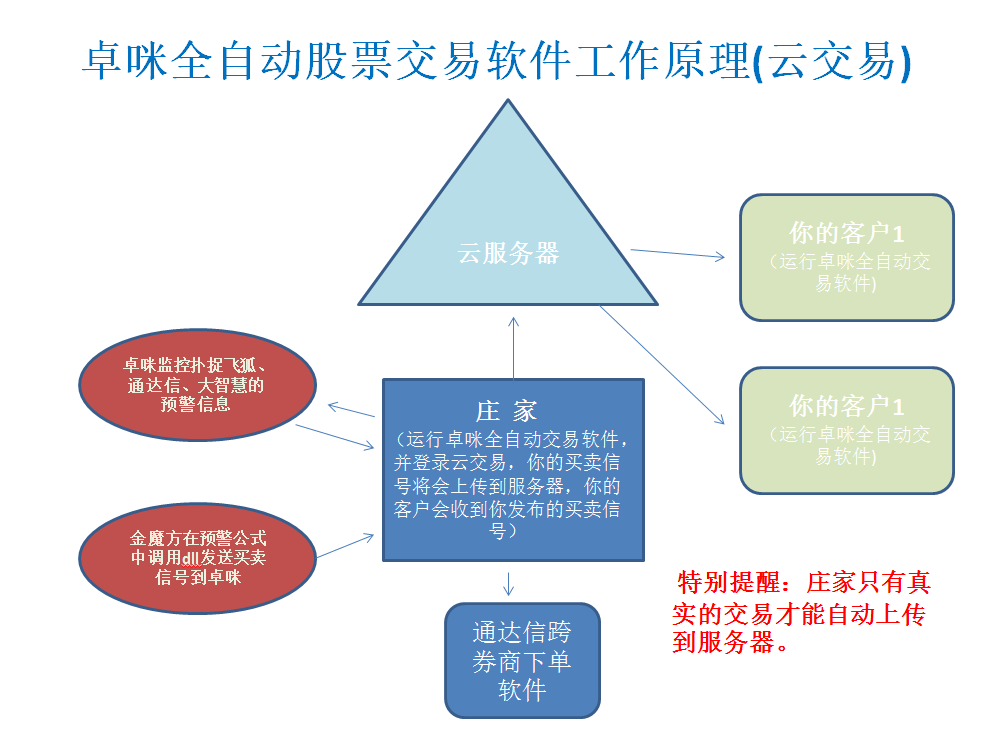 卓咪全自动股票交易软件工作原理(云交易)
云服务器
你的客户1
（运行卓咪全自动交
易软件)
卓咪监控扑捉飞狐、
通达信、大智慧的
预警信息
庄 家
（运行卓咪全自动交易软件，
并登录云交易，你的买卖信
号将会上传到服务器，你的
客户会收到你发布的买卖信
号）
你的客户1
（运行卓咪全自动交
易软件)
金魔方在预警公式
中调用dll发送买卖
信号到卓咪
特别提醒：庄家只有真
实的交易才能自动上传
到服务器。
通达信跨
券商下单
软件